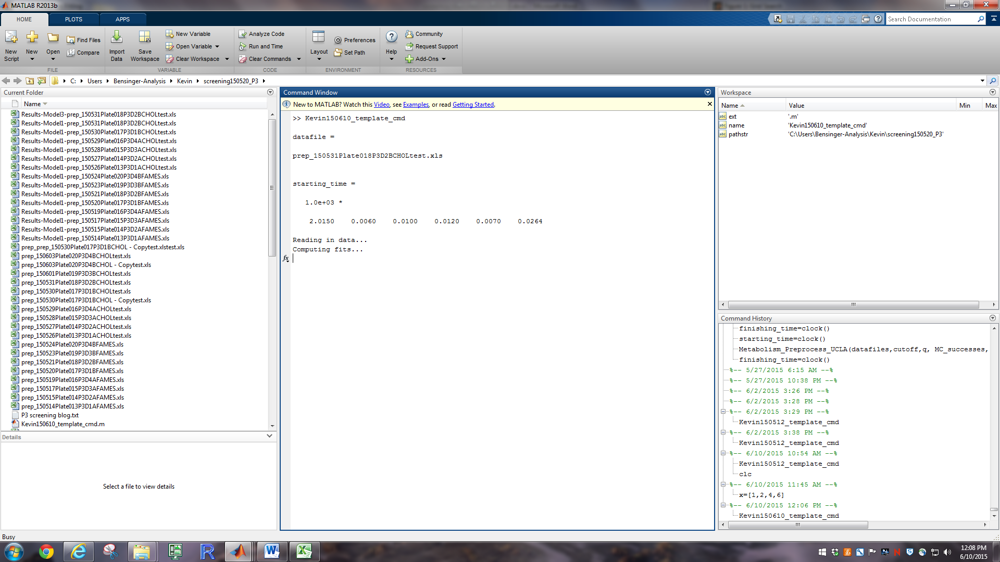 MATLAB R2013b
HOME PLOTS APPS
Search Documentation
New Script
New
Open
Find Files
Compare
Import Data
Save Workspace
New Variable
Open Variable
Clear Workspace
Analyze Code
Run and Time
Clear Commands
Layout
Preferences
Set Path
Help
Community
Request Support
Add-Ons
FILE VARIABLE CODE ENVIRONMENT RESOURCES
C: Users Bensinger-Analysis Kevin screening150520_P3
Current Folder
Name
Results-Model3-prep_150531Plate018P3D2BCHOLtest.xls
Results-Model1-prep_150531Plate018P3D2BCHOLtest.xls
Results-Model1-prep_150530Plate017P3D1BCHOLtest.xls
Results-Model1-prep_150529Plate016P3D4ACHOLtest.xls
Results-Model1-prep_150528Plate015P3D3ACHOLtest.xls
Results-Model1-prep_150527Plate014P3D2ACHOLtest.xls
Results-Model1-prep_150526Plate013P3D1ACHOLtest.xls
Results-Model1-prep_150524Plate020P3D4BFAMES.xls
Results-Model1-prep_150523Plate019P3D3BFAMES.xls
Results-Model1-prep_150521Plate018P3D2BFAMES.xls
Results-Model1-prep_150520Plate017P3D1BFAMES.xls
Results-Model1-prep_150519Plate016P3D4AFAMES.xls
Results-Model1-prep_150517Plate015P3D3AFAMES.xls
Results-Model1-prep_150515Plate014P3D2AFAMES.xls
Results-Model1-prep_150514Plate013P3D1AFAMES.xls
prep_prep_150530Plate017P3D1BCHOL - Copytest.xlstest.xls
prep_150603Plate020P3D4BCHOLtest.xls
prep_150603Plate020P3D4BCHOL - Copytest.xls
prep_150601Plate019P3D3BCHOLtest.xls
prep_150531Plate018P3D2BCHOLtest.xls
prep_150530Plate017P3D1BCHOLtest.xls
prep_150530Plate017P3D1BCHOL - Copytest.xls
prep_150529Plate016P3D4ACHOLtest.xls
prep_150528Plate015P3D3ACHOLtest.xls
prep_150527Plate014P3D2ACHOLtest.xls
prep_150526Plate013P3D1ACHOLtest.xls
prep_150524Plate020P3D4BFAMES.xls
prep_150523Plate019P3D3BFAMES.xls
prep_150521Plate018P3D2BFAMES.xls
prep_150520Plate017P3D1BFAMES.xls
prep_150519Plate016P3D4AFAMES.xls
prep_150517Plate015P3D3AFAMES.xls
prep_150515Plate014P3D2AFAMES.xls
prep_150514Plate013P3D1AFAMES.xls
P3 screening blog.txt
Kevin150610_template_cmd.m
Details
Select a file to view details
Command Window
New to MATLAB? Watch this Video, see Examples, or read Getting Started.
>> Kevin150610_template_cmd
datafile =
prep_150531Plate018P3D2BCHOLtest.xls
starting_time =
1.0e+03 *
2.0150 0.0060 0.0100 0.0120 0.0070 0.0264
Reading in data...
Computing fits...
fx
Workspace
Name Value Min Max
ext '.m'
name 'Kevin150610_template_cmd'
pathstr 'C:\Users\Bensinger-Analysis\Kevin\screening150520_P3'
Command History
finishing_time=clock()
starting_time=clock()
Metabolism_Preprocess_UCLA(datafiles,cutoff,q, MC_successes,
finishing_time=clock()
%-- 5/27/2015 6:15 AM --%
%-- 5/27/2015 10:38 PM --%
%-- 6/2/2015 3:26 PM --%
%-- 6/2/2015 3:28 PM --%
%-- 6/2/2015 3:29 PM --%
Kevin150512_template_cmd
%-- 6/2/2015 3:38 PM --%
Kevin150512_template_cmd
%-- 6/10/2015 10:54 AM --%
Kevin150512_template_cmd
clc
%-- 6/10/2015 11:45 AM --%
x=[1,2,4,6]
%-- 6/10/2015 12:06 PM --%
Kevin150610_template_cmd
Busy
12:08 PM
6/10/2015